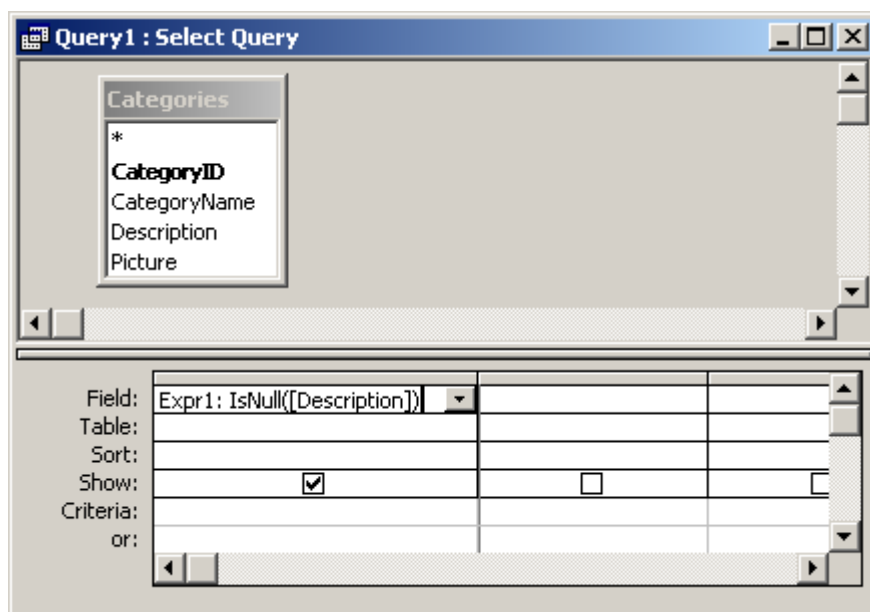 Query1 : Select Query
Categories
*
CategoryID
CategoryName
Description
Picture
Field: Expr1: IsNull([Description])
Table:
Sort:
Show:
Criteria:
or: